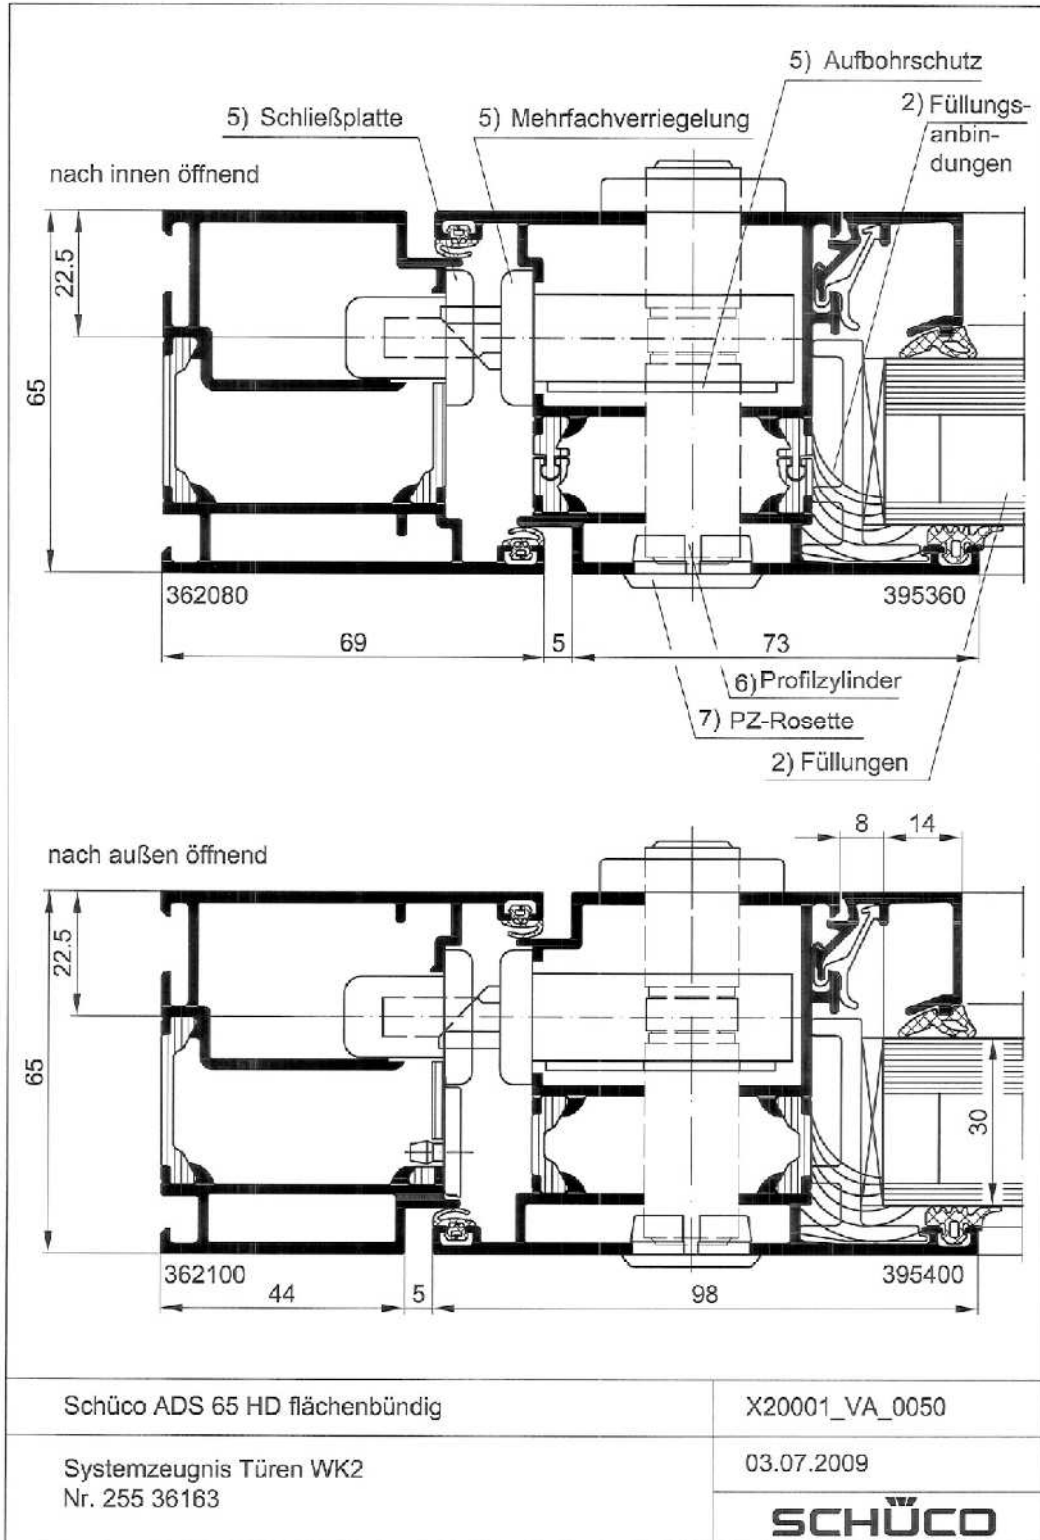 5) Aufbohrschutz
2) Füllungs-
anbin-
dungen
5) Schließplatte
5) Mehrfachverriegelung
nach innen öffnend
22.5
65
362080
395360
69
5
73
6) Profilzylinder
7) PZ-Rosette
2) Füllungen
8
14
nach außen öffnend
22.5
65
30
362100
395400
44
5
98
Schüco ADS 65 HD flächenbündig
X20001_VA_0050
Systemzeugnis Türen WK2
Nr. 255 36163
03.07.2009
SCHÜCO